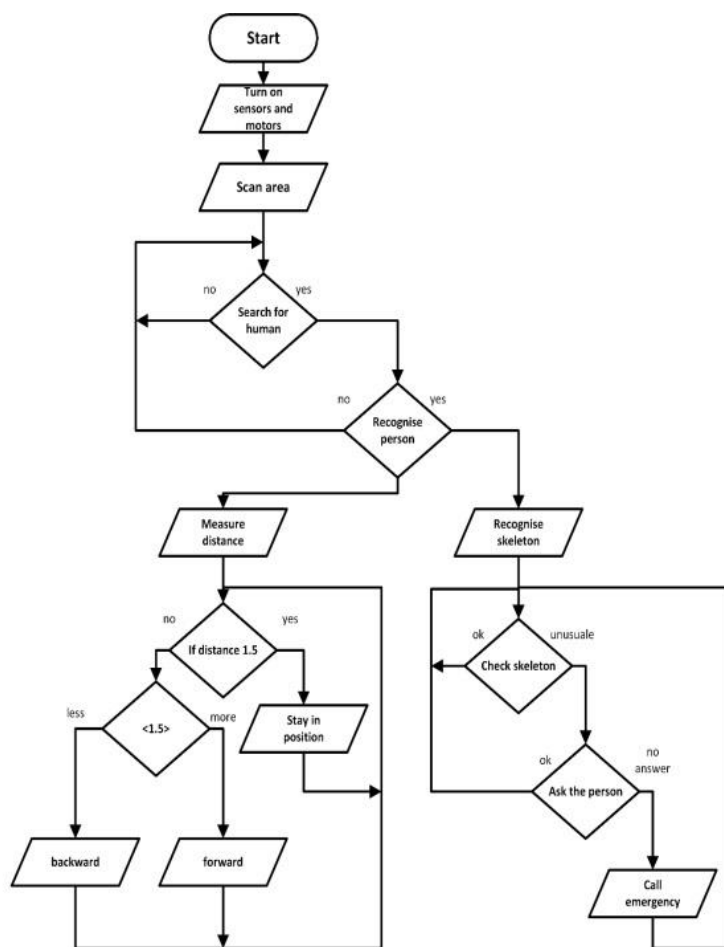 Start
Turn on
sensors and
motors
Scan area
no
yes
Search for
human
no
yes
Recognise
person
Measure
distance
Recognise
skeleton
no
yes
If distance 1.5
ok
unusuale
Check skeleton
less
more
<1.5>
Stay in
position
ok
no
answer
Ask the person
backward
forward
Call
emergency